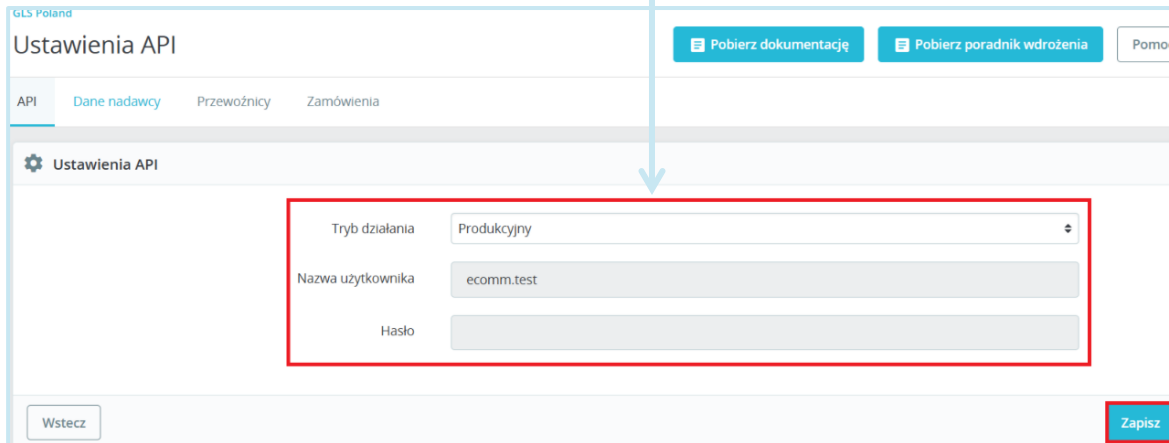 GLS Poland
Ustawienia API
Pobierz dokumentację
Pobierz poradnik wdrożenia
API
Dane nadawcy
Przewoźnicy
Zamówienia
Ustawienia API
Tryb działania
Produkcyjny
Nazwa użytkownika
ecomm.test
Hasło
Wstecz
Zapisz